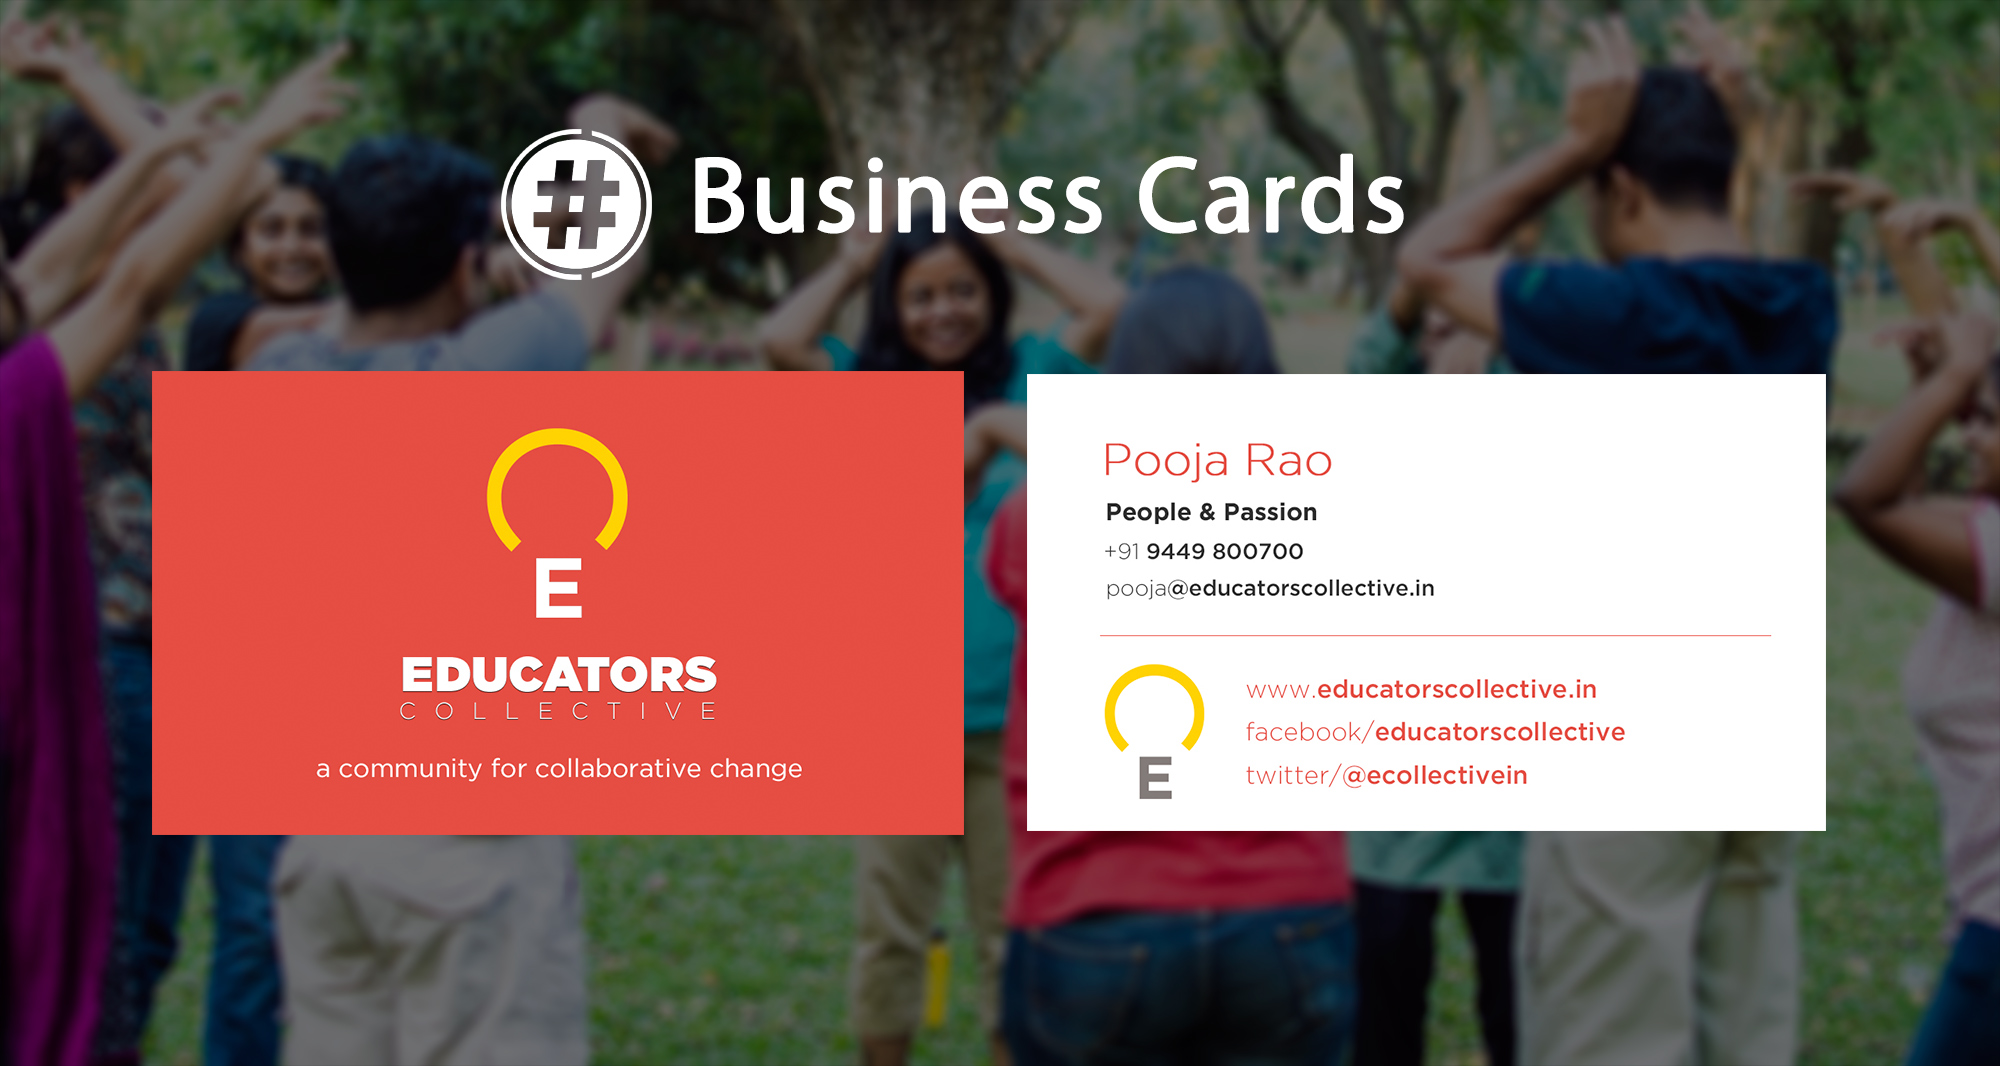 # Business Cards
E
EDUCATORS
COLLECTIVE
a community for collaborative change
Pooja Rao
People & Passion
+91 9449 800700
pooja@educatorscollective.in
E
www.educatorscollective.in
facebook/educatorscollective
twitter/@ecollectivein